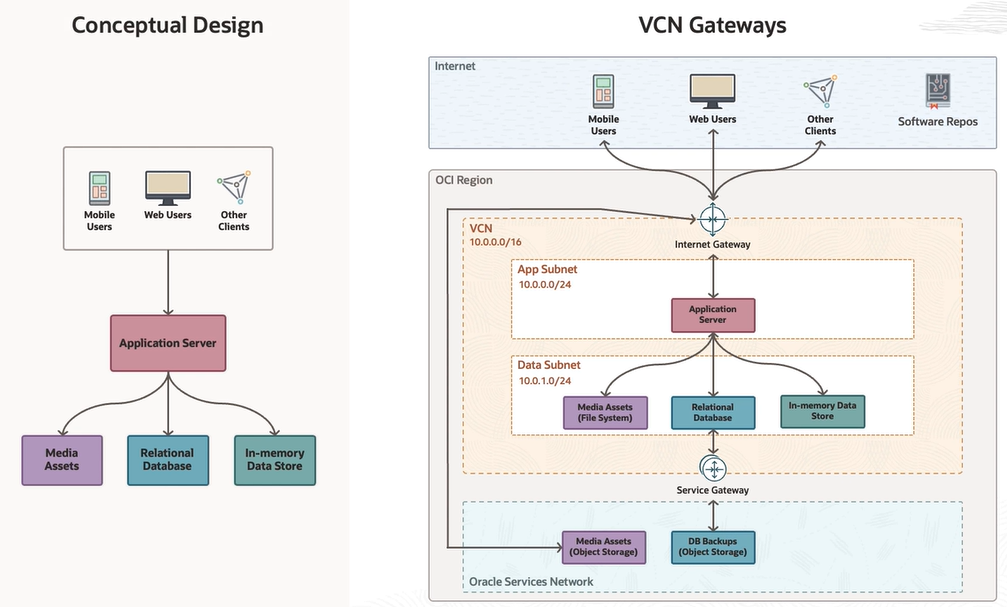 Conceptual Design
Mobile
Users
Web Users
Other
Clients
Application Server
Media
Assets
Relational
Database
In-memory
Data Store
VCN Gateways
Internet
Mobile
Users
Web Users
Other
Clients
Software Repos
OCI Region
VCN
10.0.0.0/16
Internet Gateway
App Subnet
10.0.0.0/24
Application
Server
Data Subnet
10.0.1.0/24
Media Assets
(File System)
Relational
Database
In-memory Data
Store
Service Gateway
Media Assets
(Object Storage)
DB Backups
(Object Storage)
Oracle Services Network